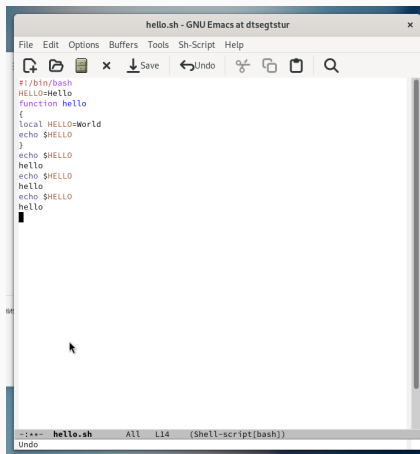 hello.sh - GNU Emacs at dtsegtstur
File Edit Options Buffers Tools Sh-Script Help
Save Undo
#!/bin/bash
HELLO=Hello
function hello
{
local HELLO=World
echo $HELLO
}
echo $HELLO
hello
echo $HELLO
hello
echo $HELLO
hello
-:**- hello.sh All L14 (Shell-script[bash])
Undo